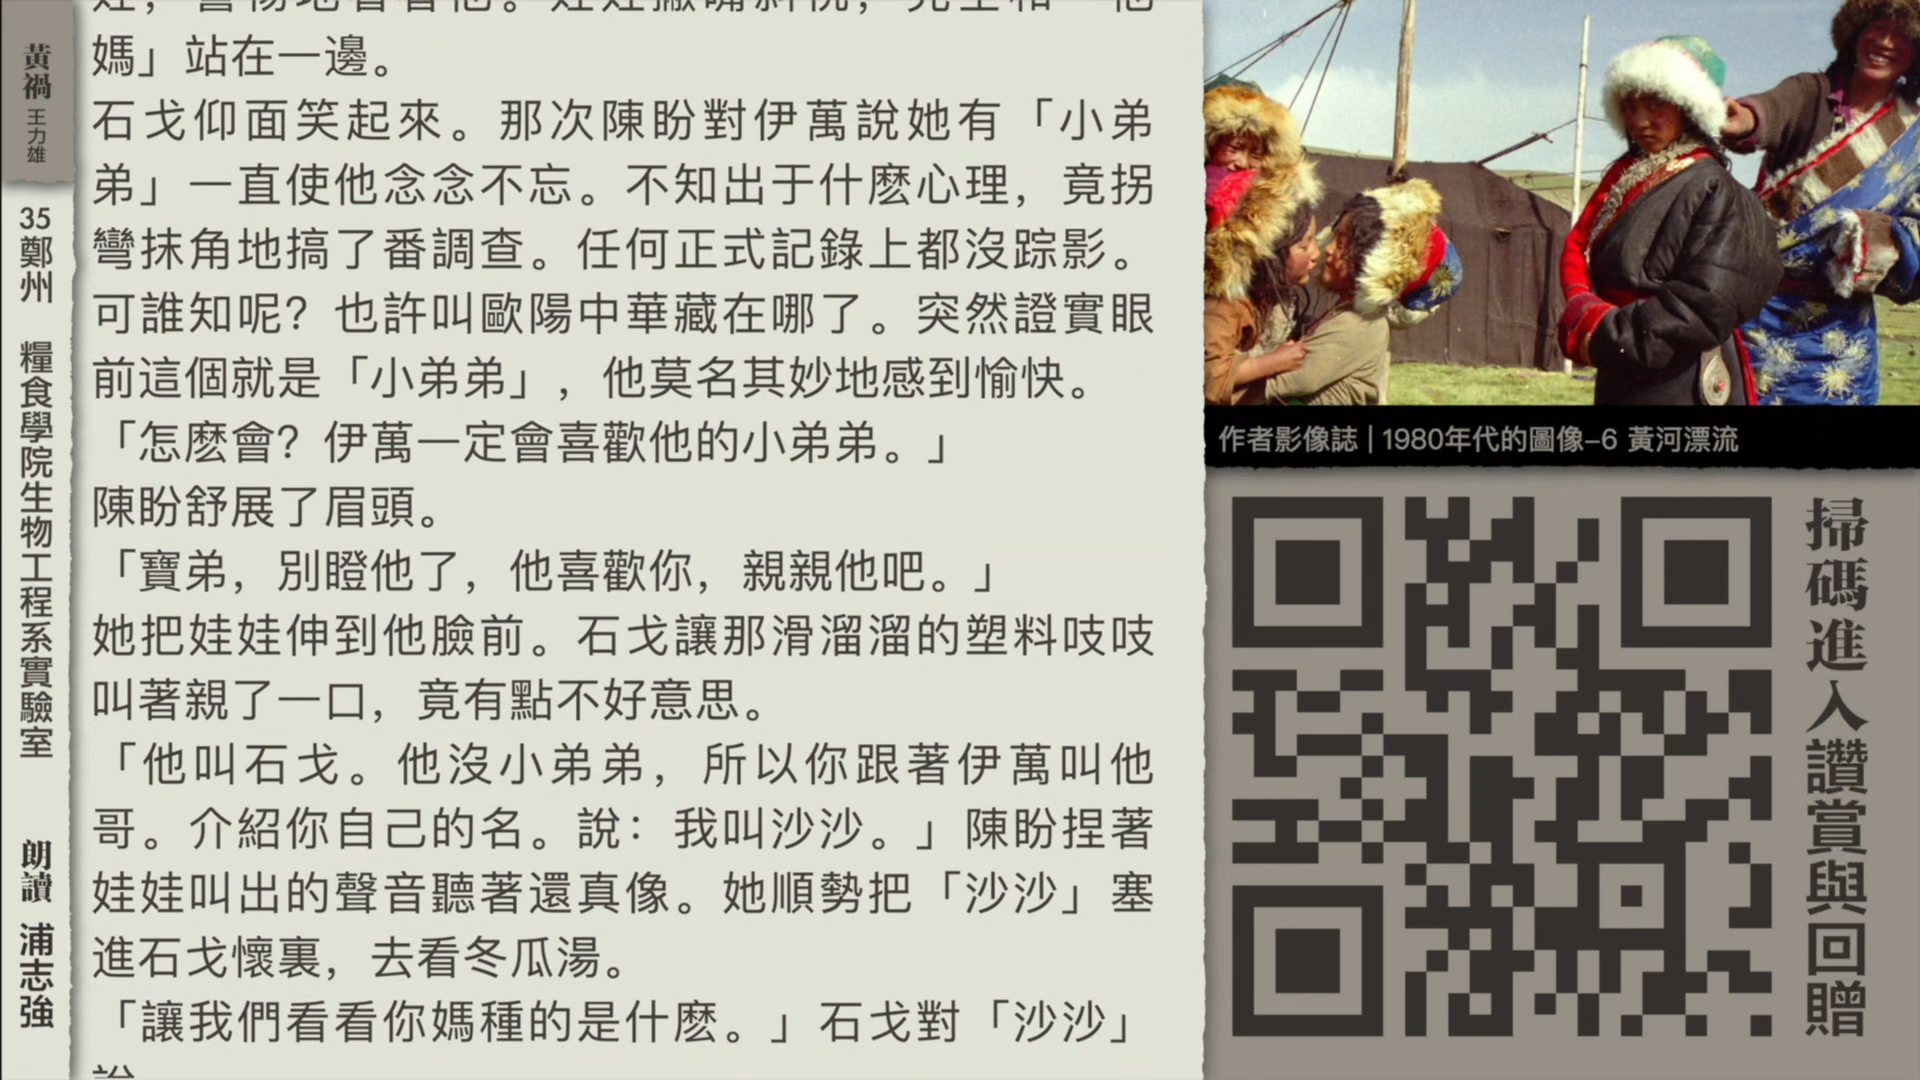 黃禍 王力雄
35鄭州 糧食學院生物工程系實驗室
朗讀 浦志強
媽」站在一邊。
石戈仰面笑起來。那次陳盼對伊萬說她有「小弟
弟」一直使他念念不忘。不知出于什麽心理，竟拐
彎抹角地搞了番調查。任何正式記錄上都沒踪影。
可誰知呢？也許叫歐陽中華藏在哪了。突然證實眼
前這個就是「小弟弟」，他莫名其妙地感到愉快。
「怎麽會？伊萬一定會喜歡他的小弟弟。」
陳盼舒展了眉頭。
「寶弟，別瞪他了，他喜歡你，親親他吧。」
她把娃娃伸到他臉前。石戈讓那滑溜溜的塑料吱吱
叫著親了一口，竟有點不好意思。
「他叫石戈。他沒小弟弟，所以你跟著伊萬叫他
哥。介紹你自己的名。說：我叫沙沙。」陳盼捏著
娃娃叫出的聲音聽著還真像。她順勢把「沙沙」塞
進石戈懷裏，去看冬瓜湯。
「讓我們看看你媽種的是什麽。」石戈對「沙沙」
作者影像誌｜1980年代的圖像–6 黃河漂流
掃碼進入讚賞與回贈